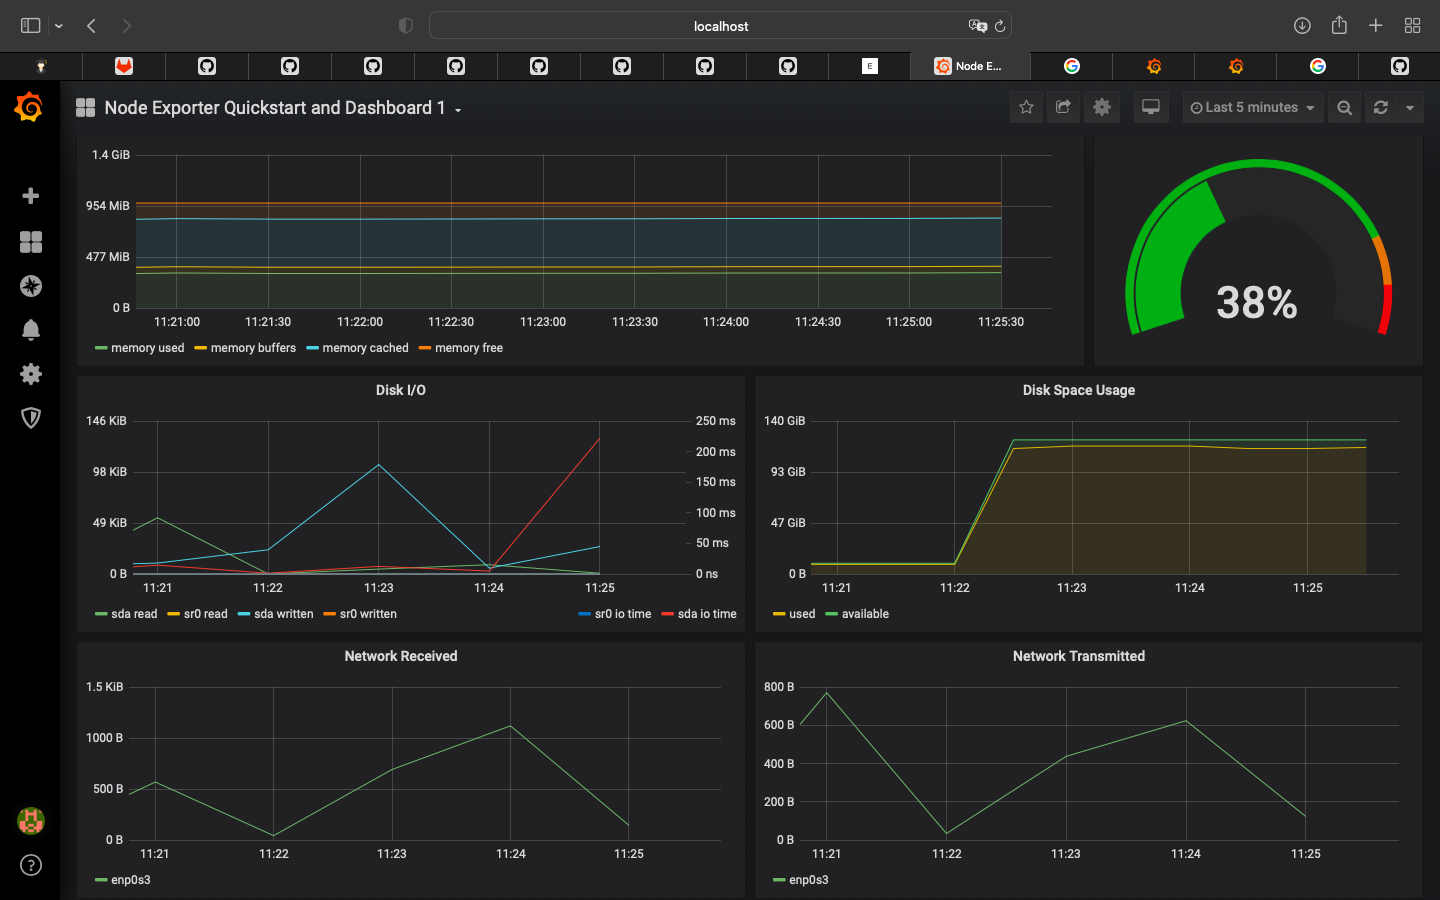 localhost
E
Node E...
Node Exporter Quickstart and Dashboard 1
Last 5 minutes
1.4 GiB
954 MiB
477 MiB
0 B
11:21:00 11:21:30 11:22:00 11:22:30 11:23:00 11:23:30 11:24:00 11:24:30 11:25:00 11:25:30
memory used memory buffers memory cached memory free
38%
Disk I/O
146 KiB
98 KiB
49 KiB
0 B
250 ms
200 ms
150 ms
100 ms
50 ms
0 ns
11:21 11:22 11:23 11:24 11:25
sda read sr0 read sda written sr0 written sr0 io time sda io time
Disk Space Usage
140 GiB
93 GiB
47 GiB
0 B
11:21 11:22 11:23 11:24 11:25
used available
Network Received
1.5 KiB
1000 B
500 B
0 B
11:21 11:22 11:23 11:24 11:25
enp0s3
Network Transmitted
800 B
600 B
400 B
200 B
0 B
11:21 11:22 11:23 11:24 11:25
enp0s3